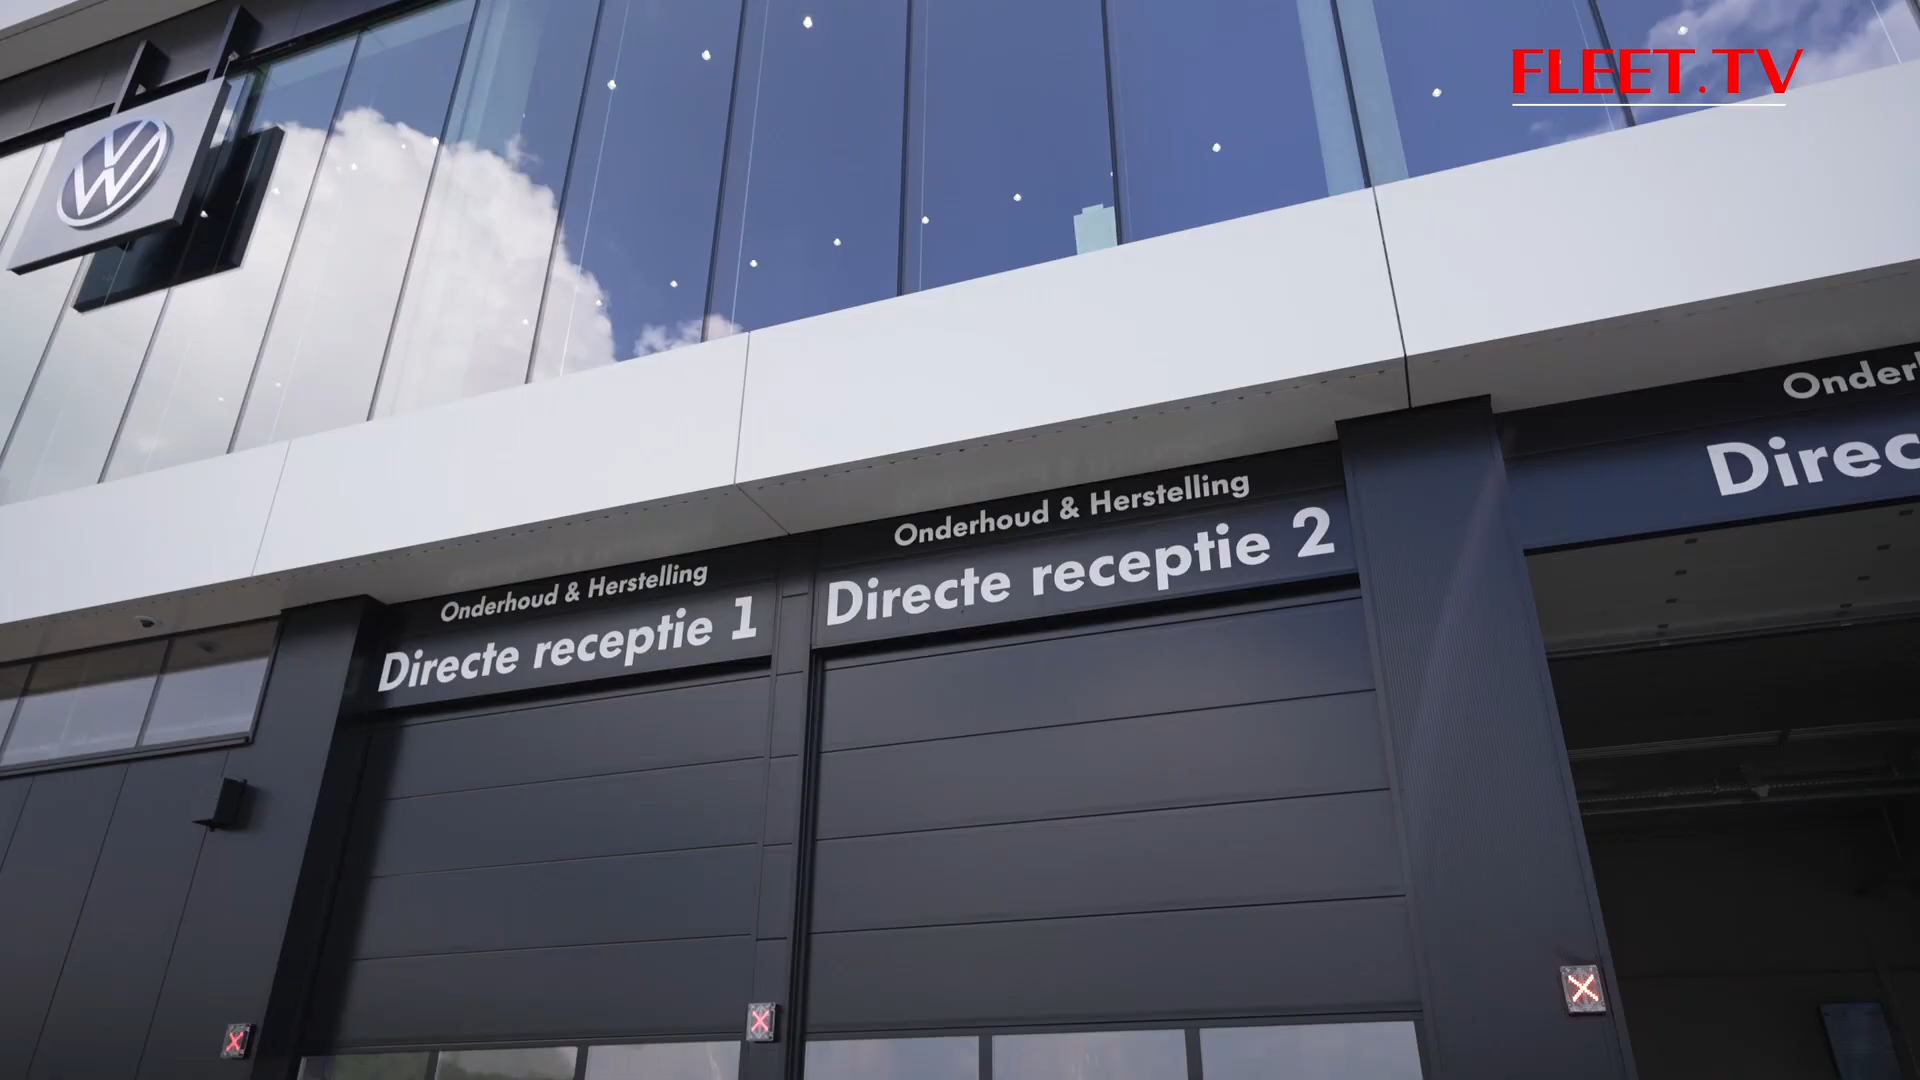 FLEET.TV
Onderhoud & Herstelling
Directe receptie 1
Onderhoud & Herstelling
Directe receptie 2